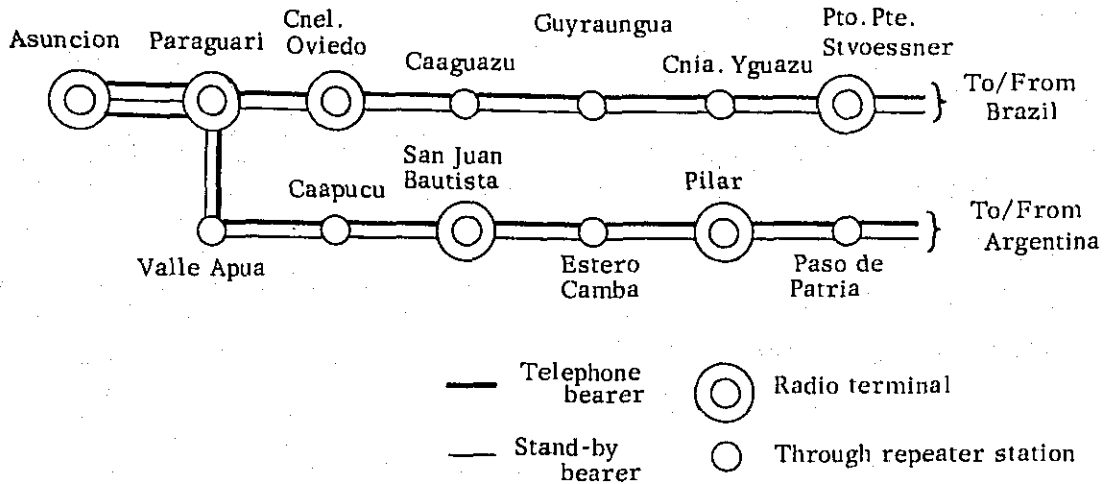 Asuncion
Paraguari
Cnel.
Oviedo
Caaguazu
Guyraungua
Cnia. Yguazu
Pto. Pte.
Stvoessner
To/From
Brazil
San Juan
Bautista
Caapucu
Pilar
To/From
Argentina
Valle Apua
Estero
Camba
Paso de
Patria
Telephone
bearer
Radio terminal
Stand-by
bearer
Through repeater station